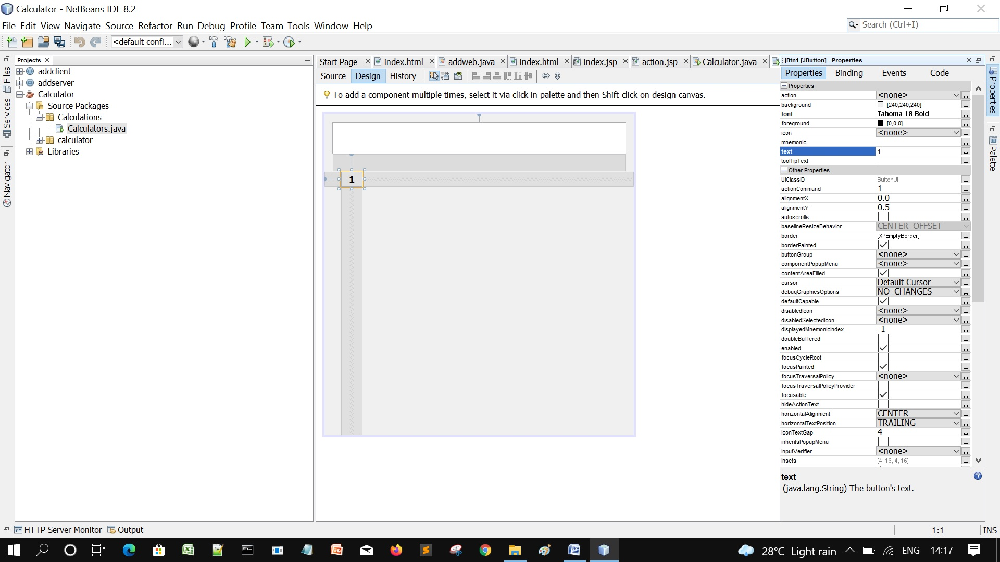 Calculator - NetBeans IDE 8.2
File Edit View Navigate Source Refactor Run Debug Profile Team Tools Window Help
Search (Ctrl+I)
<default confi...
Files
Services
Navigator
Projects
addclient
addserver
Calculator
Source Packages
Calculations
Calculators.java
calculator
Libraries
Start Page index.html addweb.java index.html index.jsp action.jsp Calculator.java
Source Design History
To add a component multiple times, select it via click in palette and then Shift-click on design canvas.
1
jBtn1 [JButton] - Properties
Properties Binding Events Code
Properties
action <none> ...
background [240,240,240] ...
font Tahoma 18 Bold ...
foreground [0,0,0] ...
icon <none> ...
mnemonic ...
text 1 ...
toolTipText ...
Other Properties
UIClassID ButtonUI ...
actionCommand 1 ...
alignmentX 0.0 ...
alignmentY 0.5 ...
autoscrolls ...
baselineResizeBehavior CENTER_OFFSET
border [XPEmptyBorder] ...
borderPainted ...
buttonGroup <none> ...
componentPopupMenu <none> ...
contentAreaFilled ...
cursor Default Cursor ...
debugGraphicsOptions NO_CHANGES ...
defaultCapable ...
disabledIcon <none> ...
disabledSelectedIcon <none> ...
displayedMnemonicIndex -1 ...
doubleBuffered ...
enabled ...
focusCycleRoot ...
focusPainted ...
focusTraversalPolicy <none> ...
focusTraversalPolicyProvider ...
focusable ...
hideActionText ...
horizontalAlignment CENTER ...
horizontalTextPosition TRAILING ...
iconTextGap 4 ...
inheritsPopupMenu ...
inputVerifier <none> ...
insets [4, 16, 4, 16] ...
text
(java.lang.String) The button's text.
Properties
Palette
HTTP Server Monitor Output
1:1 INS
28°C Light rain ENG 14:17